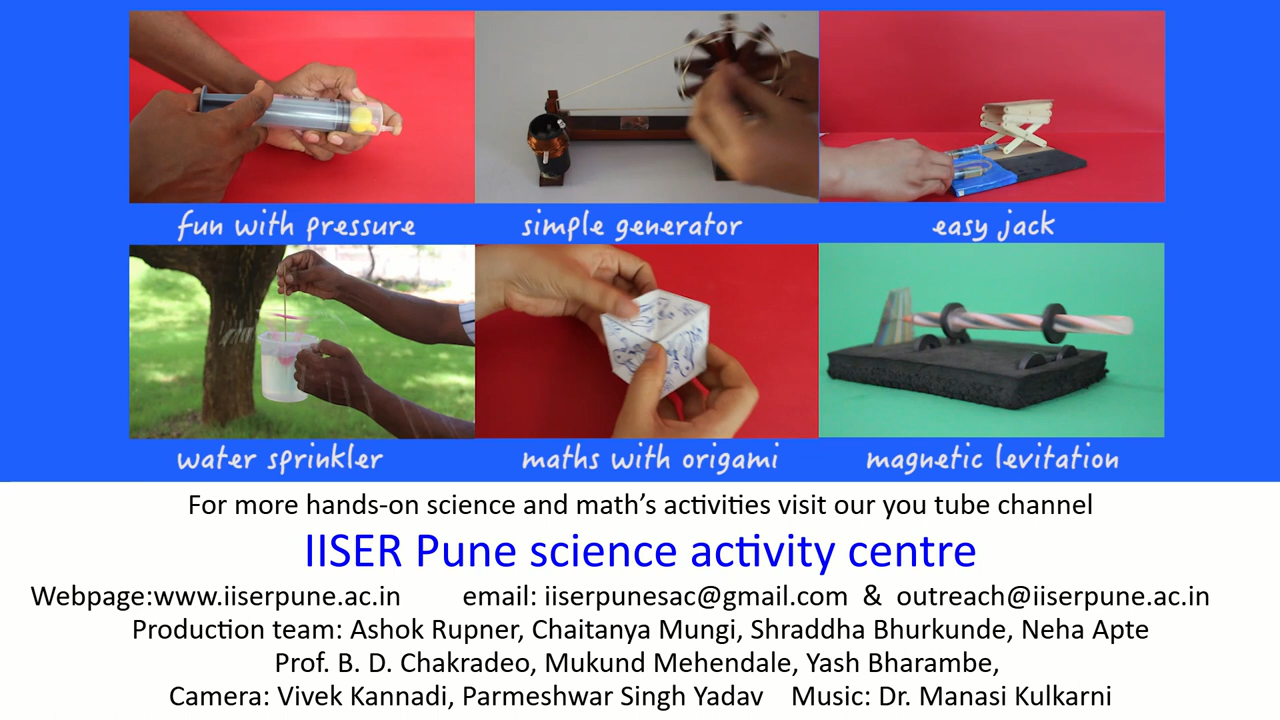 fun with pressure
simple generator
easy jack
water sprinkler
maths with origami
magnetic levitation
For more hands-on science and math’s activities visit our you tube channel
IISER Pune science activity centre
Webpage:www.iiserpune.ac.in email: iiserpunesac@gmail.com & outreach@iiserpune.ac.in
Production team: Ashok Rupner, Chaitanya Mungi, Shraddha Bhurkunde, Neha Apte
Prof. B. D. Chakradeo, Mukund Mehendale, Yash Bharambe,
Camera: Vivek Kannadi, Parmeshwar Singh Yadav Music: Dr. Manasi Kulkarni